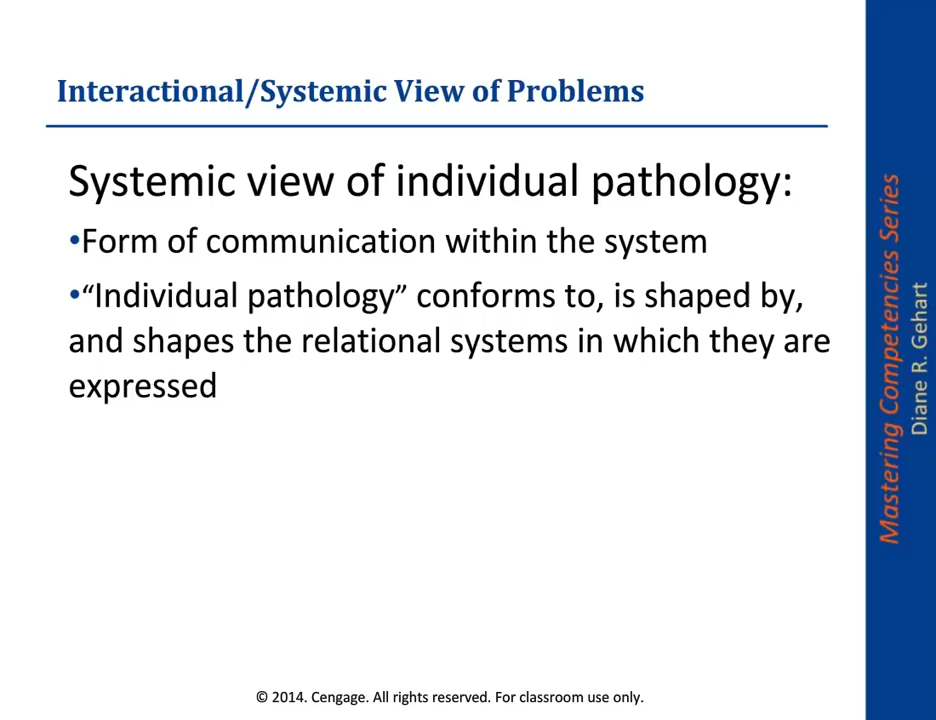 Interactional/Systemic View of Problems
Systemic view of individual pathology:
•Form of communication within the system
•“Individual pathology” conforms to, is shaped by,
and shapes the relational systems in which they are
expressed
Mastering Competencies Series
Diane R. Gehart
© 2014. Cengage. All rights reserved. For classroom use only.